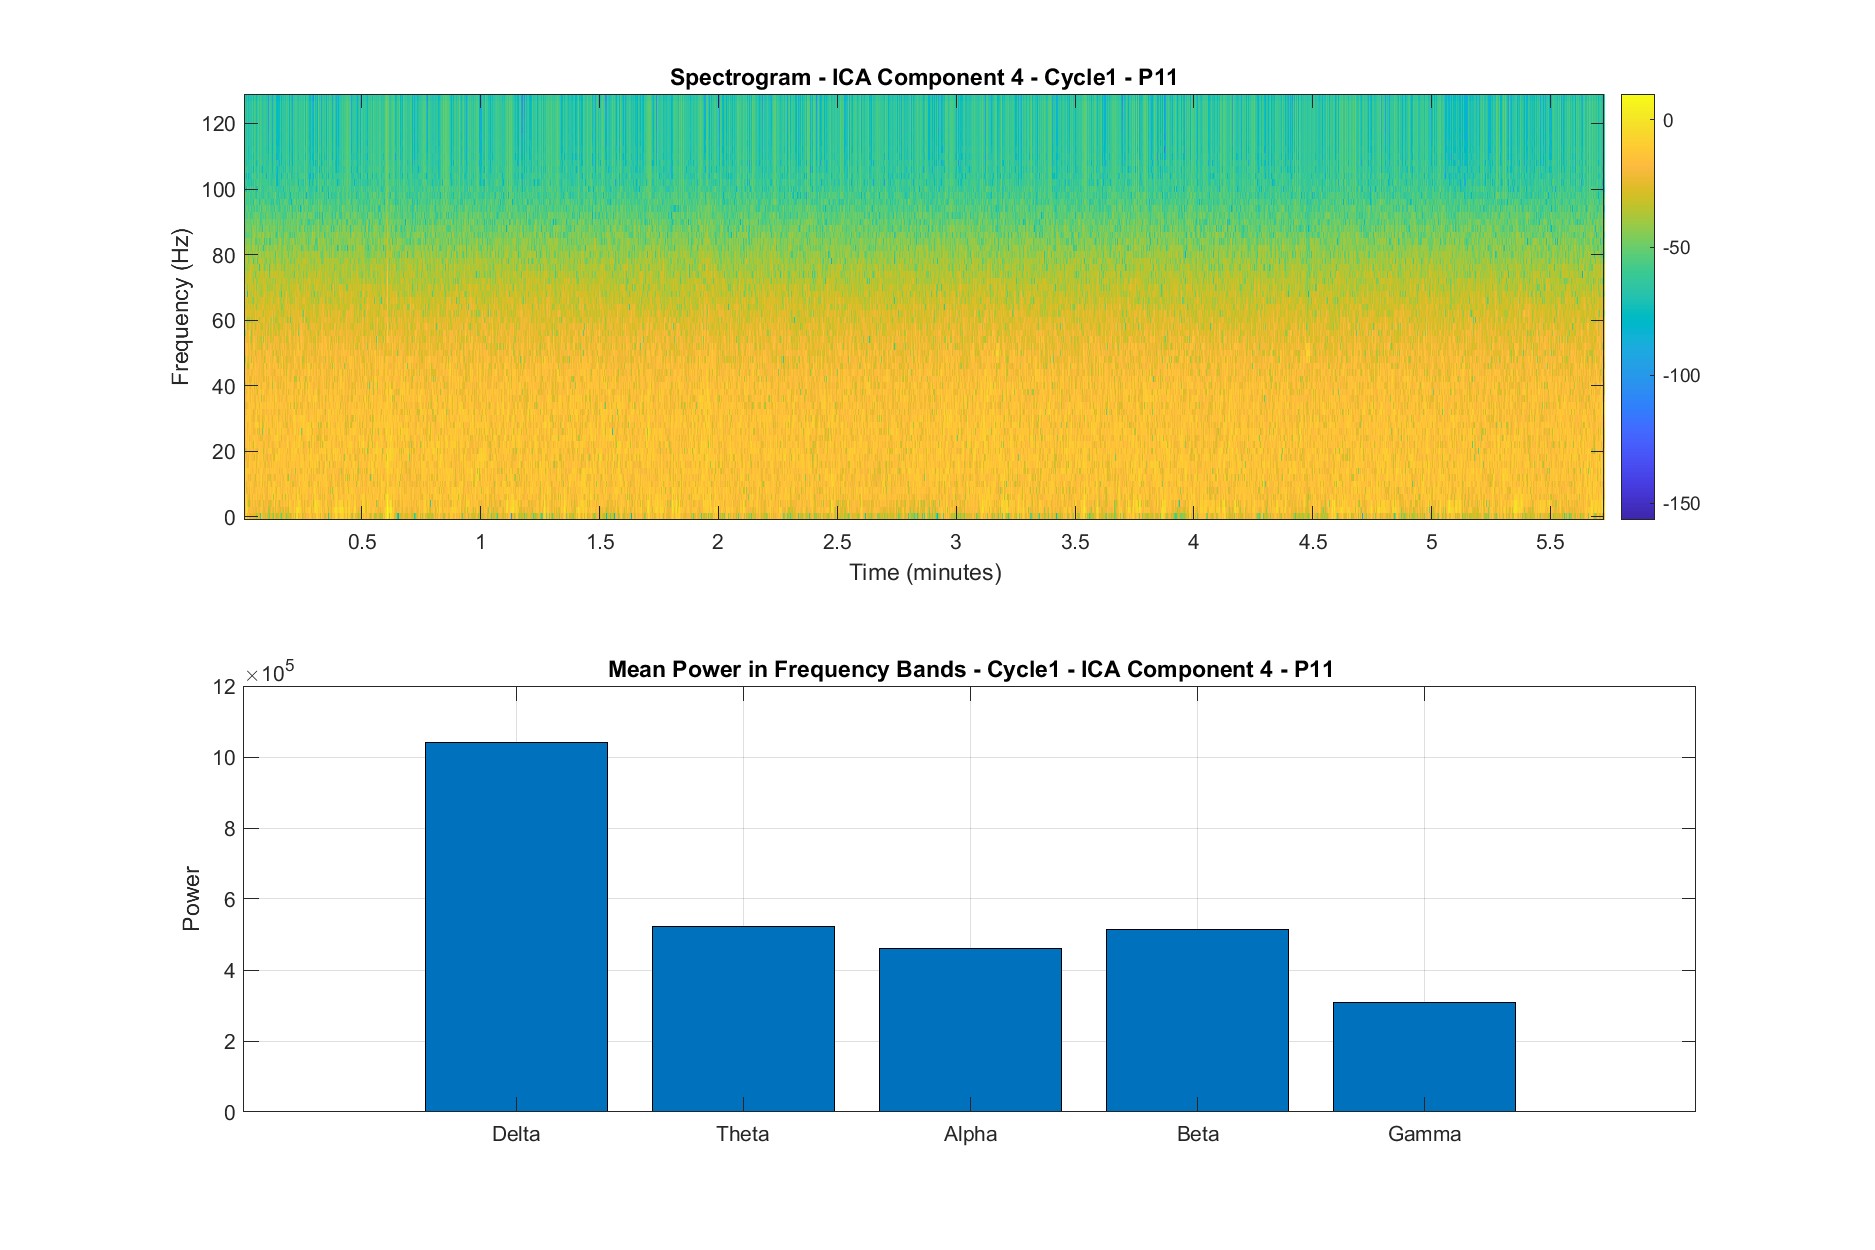 Spectrogram - ICA Component 4 - Cycle1 - P11
120
100
80
60
40
20
0
Frequency (Hz)
0.5 1 1.5 2 2.5 3 3.5 4 4.5 5 5.5
Time (minutes)
0
-50
-100
-150
Mean Power in Frequency Bands - Cycle1 - ICA Component 4 - P11
×10^5
12
10
8
6
4
2
0
Power
Delta Theta Alpha Beta Gamma